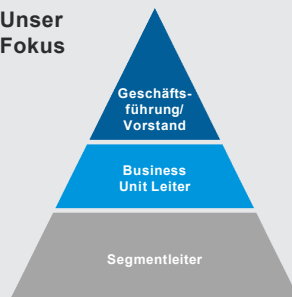 Unser
Fokus
Geschäfts-
führung/
Vorstand
Business
Unit Leiter
Segmentleiter